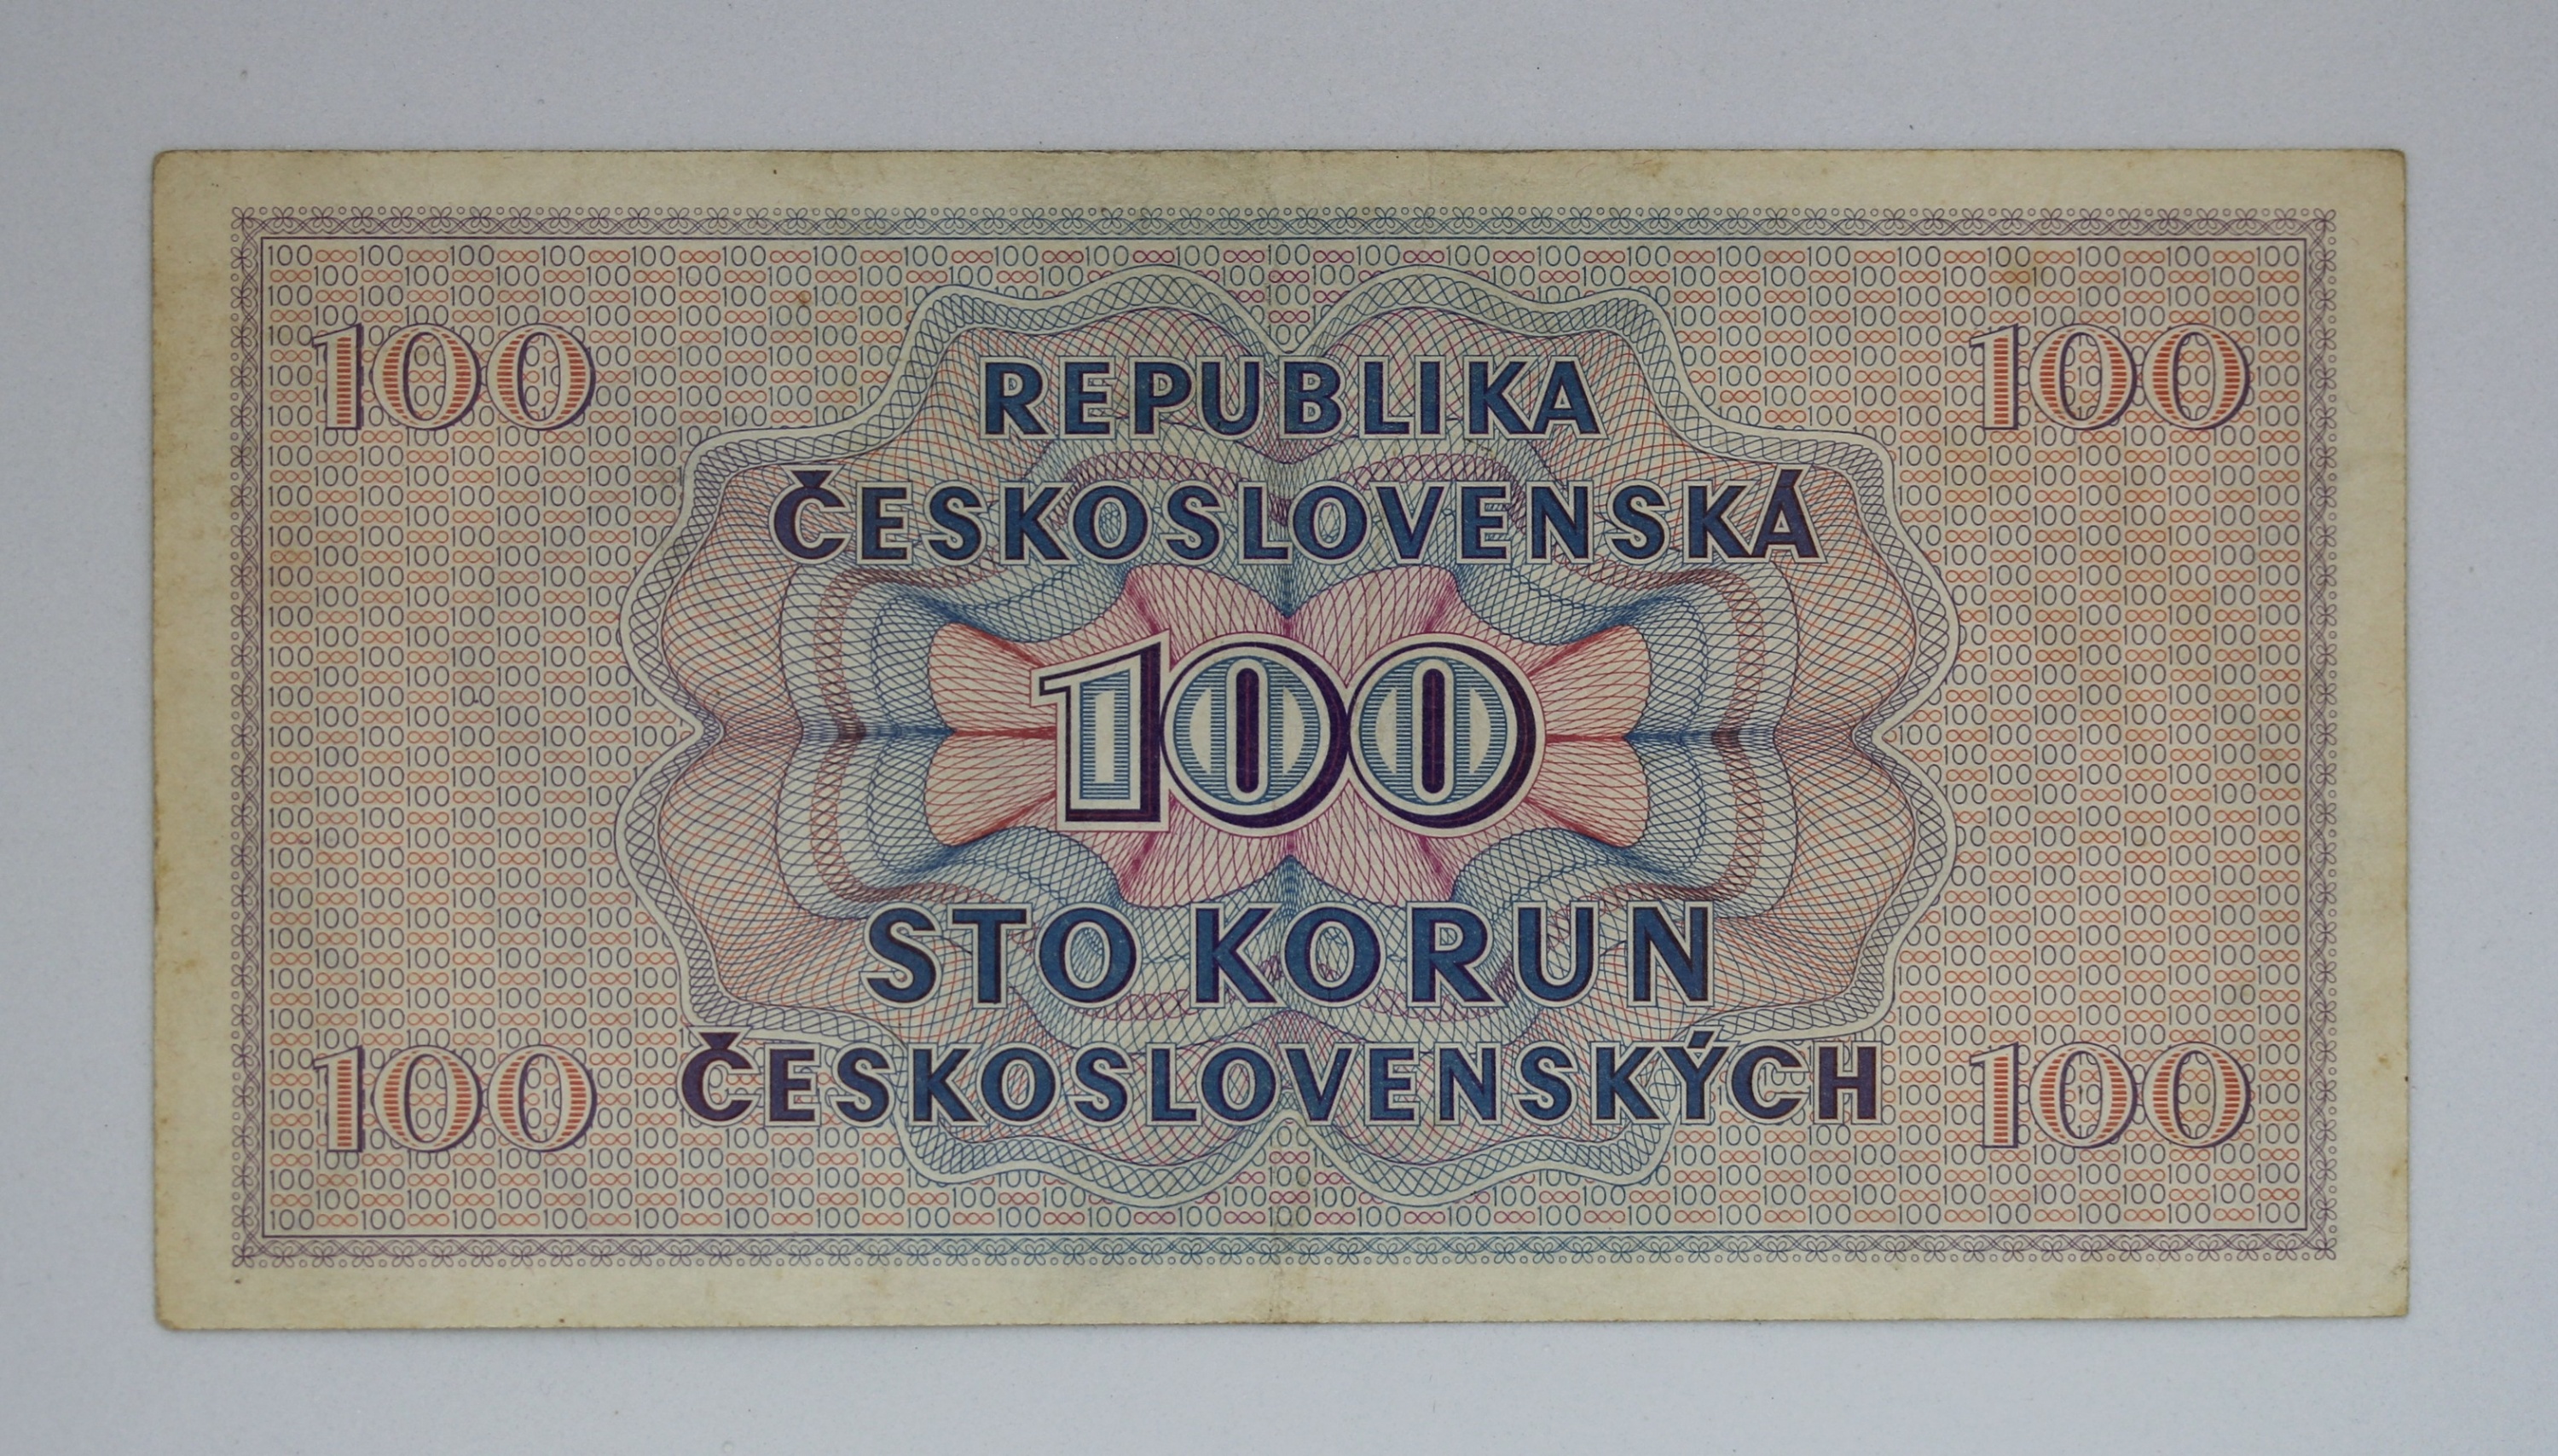 100 100
REPUBLIKA
ČESKOSLOVENSKÁ
100
STO KORUN
ČESKOSLOVENSKÝCH
100 100